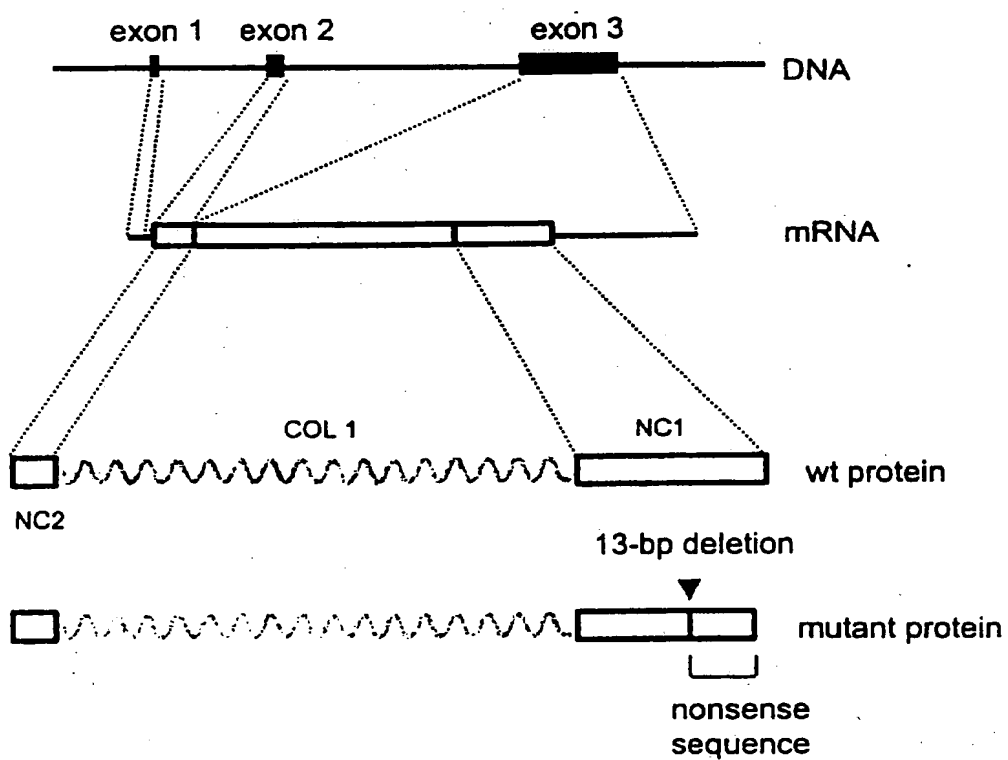 exon 1 exon 2 exon 3
DNA
mRNA
COL 1 NC1
wt protein
NC2
13-bp deletion
mutant protein
nonsense
sequence